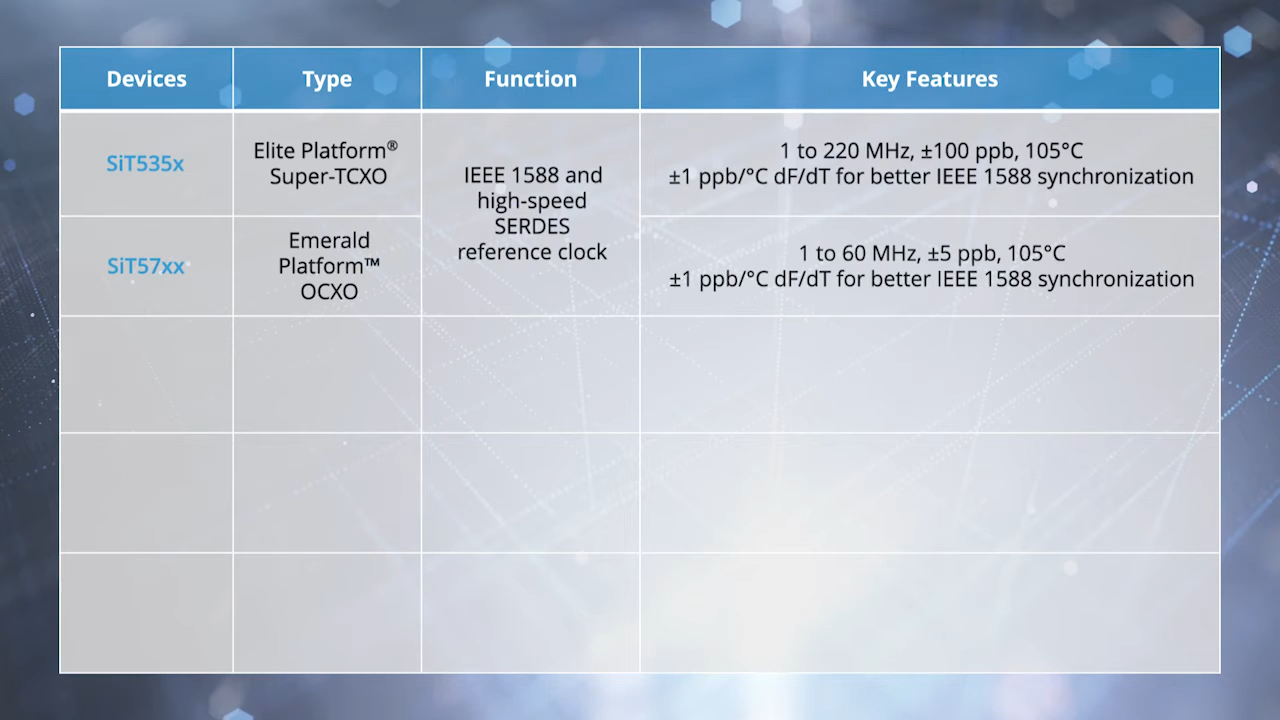 Devices
Type
Function
Key Features
SiT535x
Elite Platform®
Super-TCXO
IEEE 1588 and
high-speed
SERDES
reference clock
1 to 220 MHz, ±100 ppb, 105°C
±1 ppb/°C dF/dT for better IEEE 1588 synchronization
SiT57xx
Emerald
Platform™
OCXO
1 to 60 MHz, ±5 ppb, 105°C
±1 ppb/°C dF/dT for better IEEE 1588 synchronization